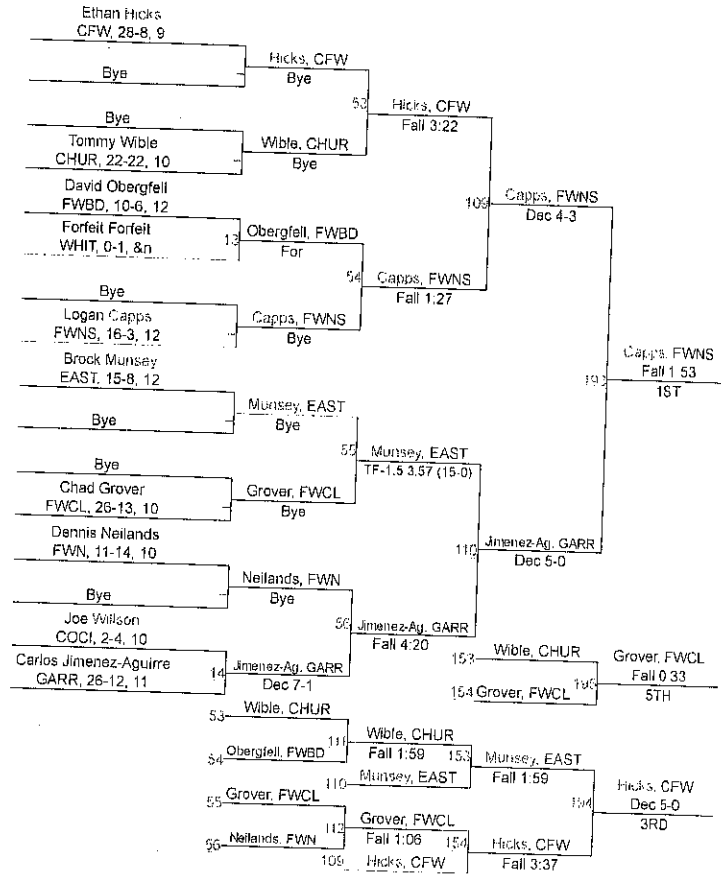 Ethan Hicks
CFW, 28-8, 9
Hicks, CFW
Bye
Bye
53
Hicks, CFW
Fall 3:22
Bye
Tommy Wible
CHUR, 22-22, 10
Wible, CHUR
Bye
109
Capps, FWNS
Dec 4-3
David Obergfell
FWBD, 10-6, 12
Forfeit Forfeit
WHIT, 0-1, &n
13
Obergfell, FWBD
For
54
Capps, FWNS
Fall 1:27
Bye
Logan Capps
FWNS, 16-3, 12
Capps, FWNS
Bye
Capps, FWNS
Fall 1 53
1ST
Brock Munsey
EAST, 15-8, 12
Munsey, EAST
Bye
Bye
55
Munsey, EAST
TF-1.5 3.57 (15-0)
Bye
Chad Grover
FWCL, 26-13, 10
Grover, FWCL
Bye
110
Jimenez-Ag. GARR
Dec 5-0
Dennis Neilands
FWN, 11-14, 10
Neilands, FWN
Bye
Bye
56
Jimenez-Ag. GARR
Fall 4:20
Joe Willson
COCI, 2-4, 10
Carlos Jimenez-Aguirre
GARR, 26-12, 11
14
Jimenez-Ag. GARR
Dec 7-1
153
Wible, CHUR
154
Grover, FWCL
195
Grover, FWCL
Fall 0 33
5TH
53
Wible, CHUR
54
Obergfell, FWBD
111
Wible, CHUR
Fall 1:59
110
Munsey, EAST
153
Munsey, EAST
Fall 1:59
55
Grover, FWCL
56
Neilands, FWN
112
Grover, FWCL
Fall 1:06
109
Hicks, CFW
154
Hicks, CFW
Fall 3:37
194
Hicks, CFW
Dec 5-0
3RD